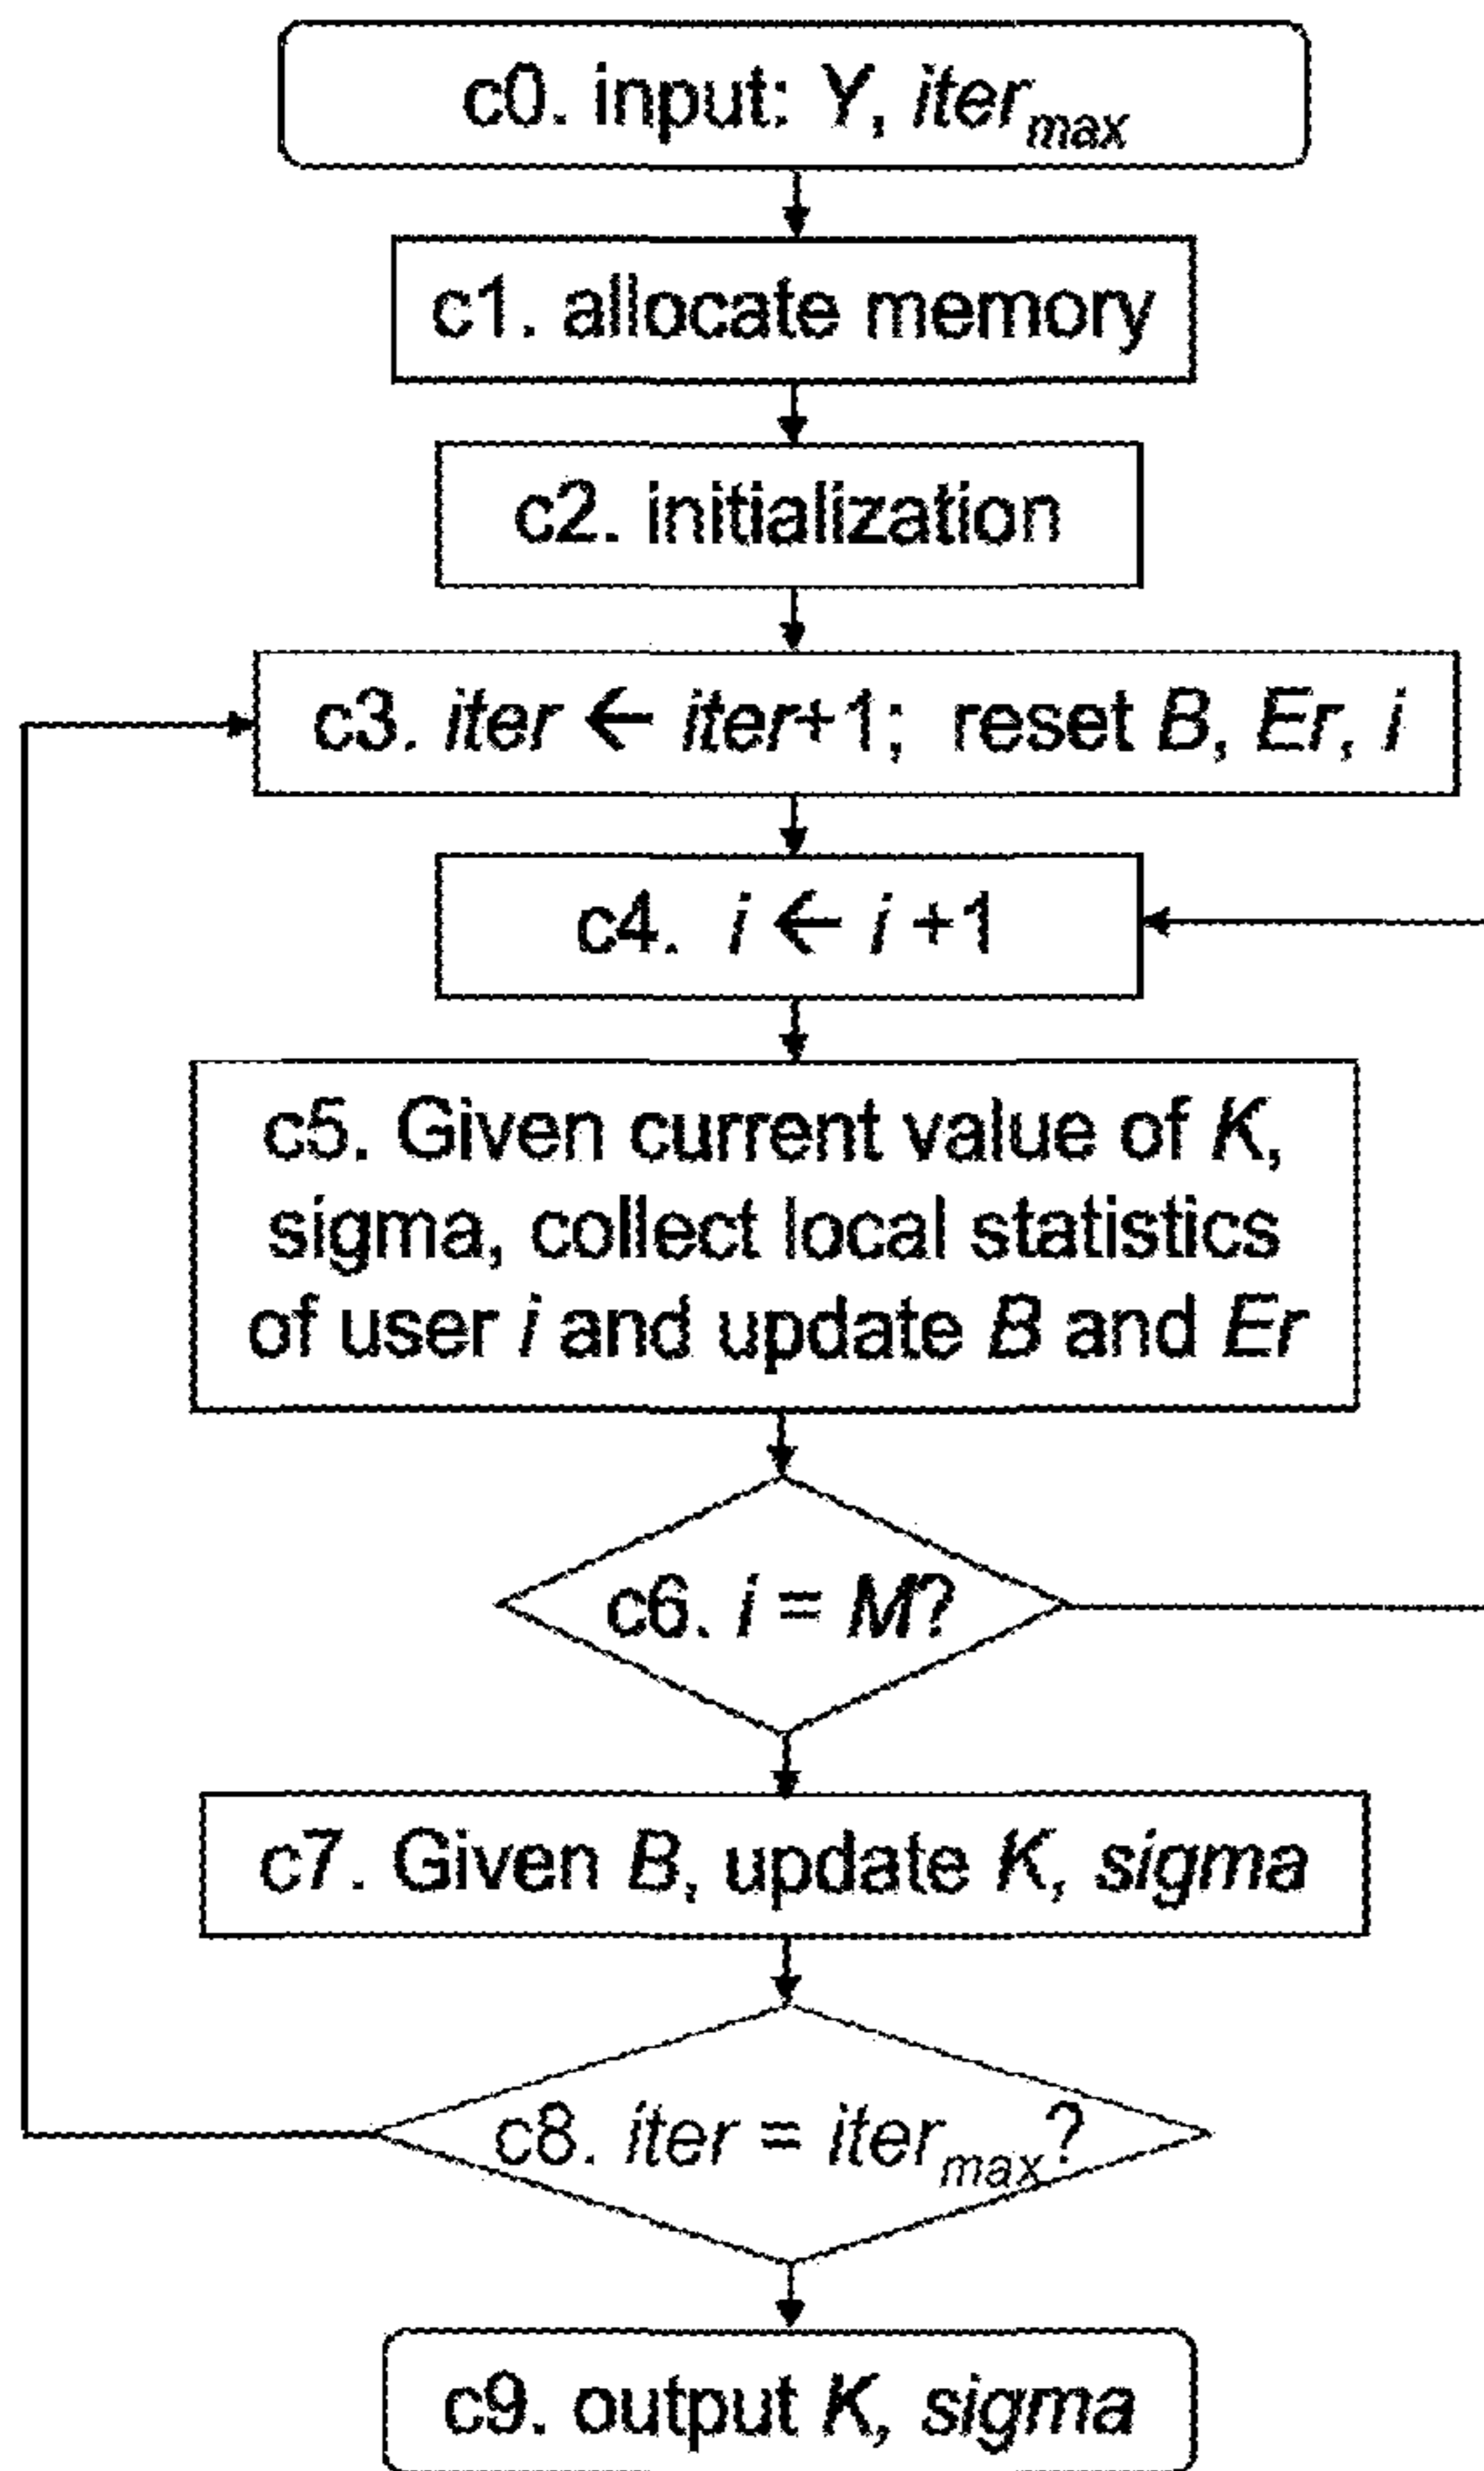 c0. input: Y, iter_max
c1. allocate memory
c2. initialization
c3. iter ← iter+1; reset B, Er, i
c4. i ← i +1
c5. Given current value of K,
sigma, collect local statistics
of user i and update B and Er
c6. i = M?
c7. Given B, update K, sigma
c8. iter = iter_max?
c9. output K, sigma